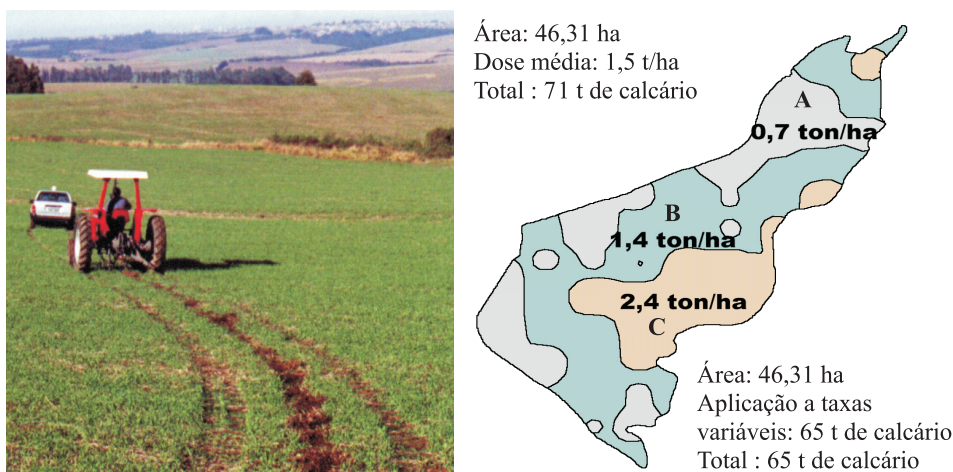 Área: 46,31 ha
Dose média: 1,5 t/ha
Total : 71 t de calcário
A
0,7 ton/ha
B
1,4 ton/ha
2,4 ton/ha
C
Área: 46,31 ha
Aplicação a taxas
variáveis: 65 t de calcário
Total : 65 t de calcário